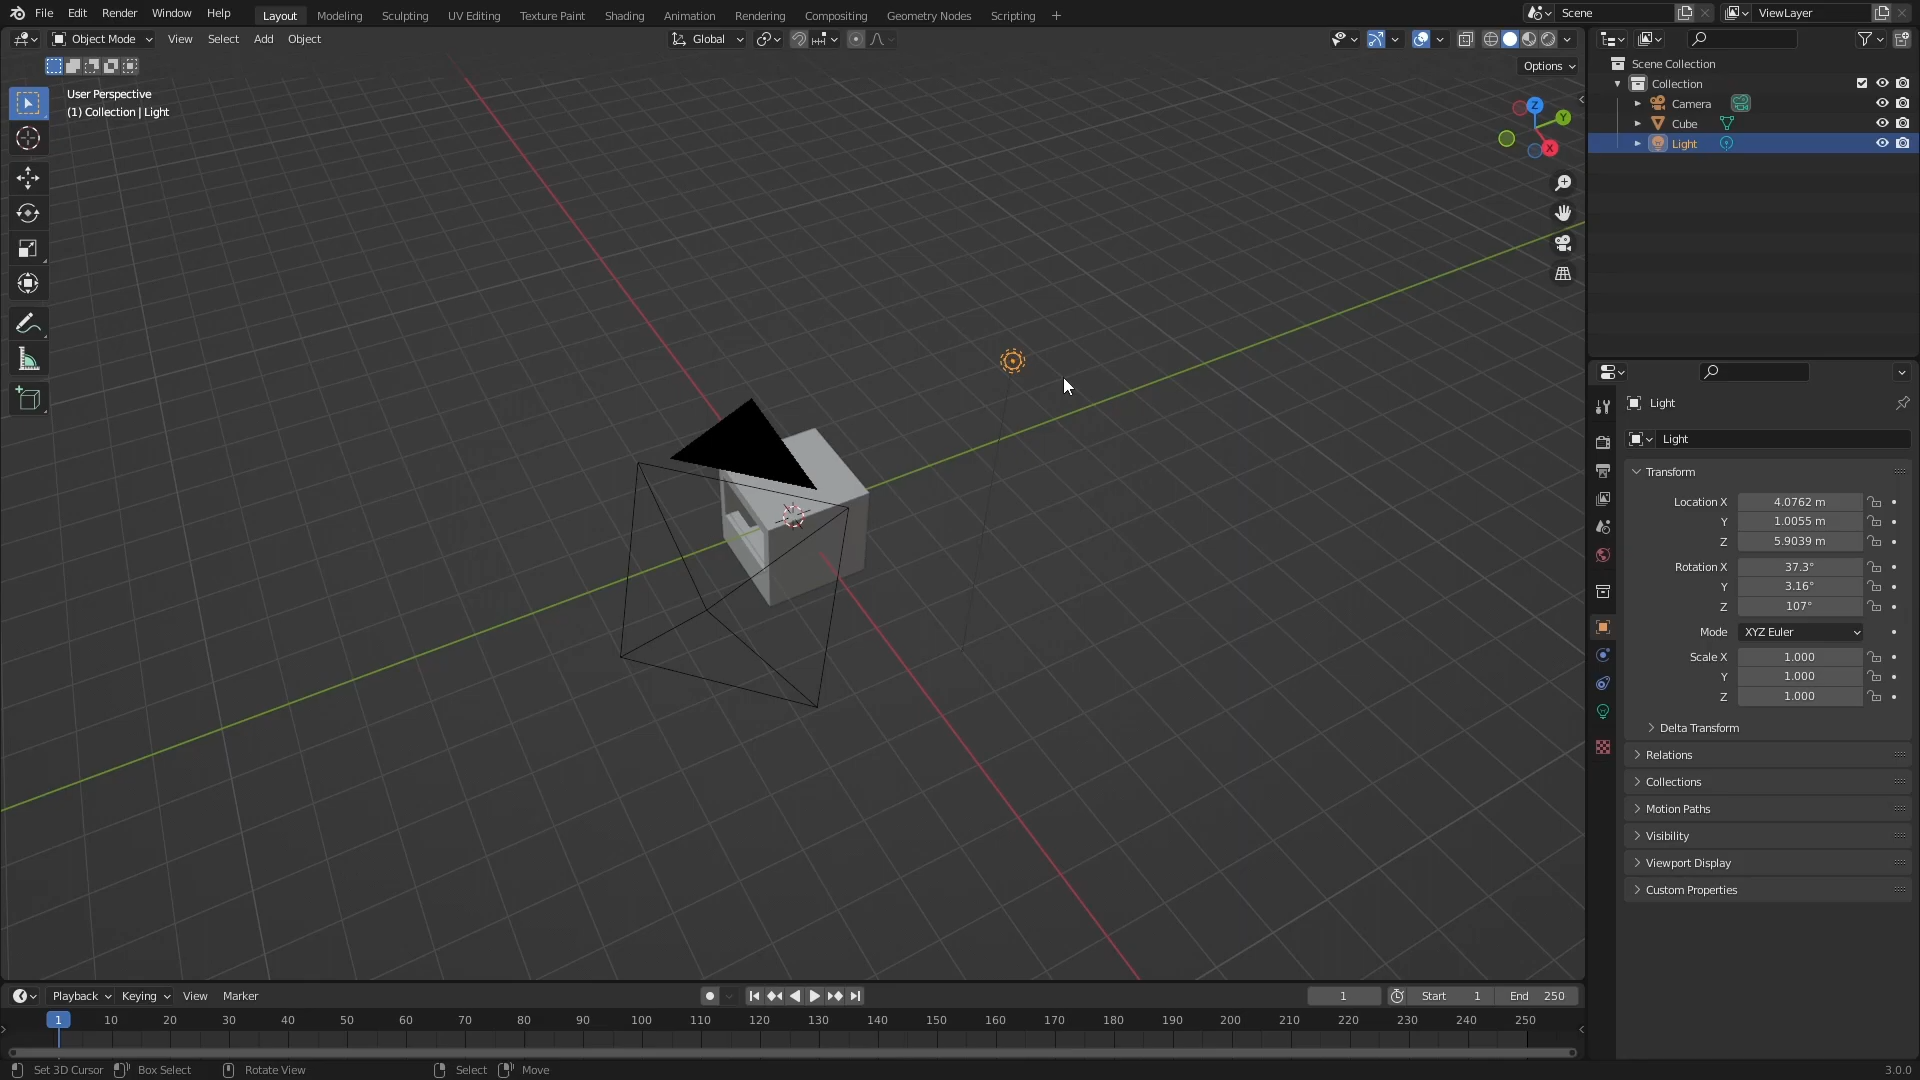 File Edit Render Window Help Layout Modeling Sculpting UV Editing Texture Paint Shading Animation Rendering Compositing Geometry Nodes Scripting + Scene ViewLayer
Object Mode View Select Add Object Global
Options
User Perspective
(1) Collection | Light
Z
Y
X
Scene Collection
Collection
Camera
Cube
Light
Light
Light
Transform
Location X 4.0762 m
Y 1.0055 m
Z 5.9039 m
Rotation X 37.3°
Y 3.16°
Z 107°
Mode XYZ Euler
Scale X 1.000
Y 1.000
Z 1.000
Delta Transform
Relations
Collections
Motion Paths
Visibility
Viewport Display
Custom Properties
Playback Keying View Marker 1 Start 1 End 250
1 10 20 30 40 50 60 70 80 90 100 110 120 130 140 150 160 170 180 190 200 210 220 230 240 250
Set 3D Cursor Box Select Rotate View Select Move 3.0.0